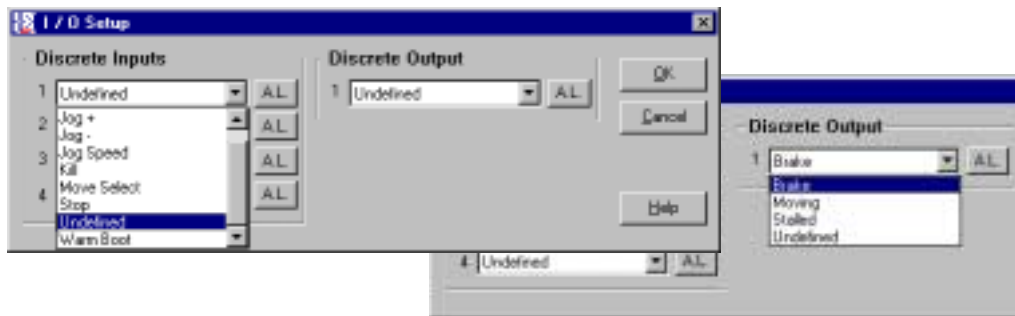 I / O Setup
Discrete Inputs
1 Undefined A.L.
Jog +
2 Jog - A.L.
Jog Speed
3 Kill A.L.
Move Select
4 Stop A.L.
Undefined
Warm Boot
Discrete Output
1 Undefined A.L.
OK
Cancel
Help
Discrete Output
1 Brake A.L.
Brake
Moving
Stalled
Undefined
4 Undefined A.L.